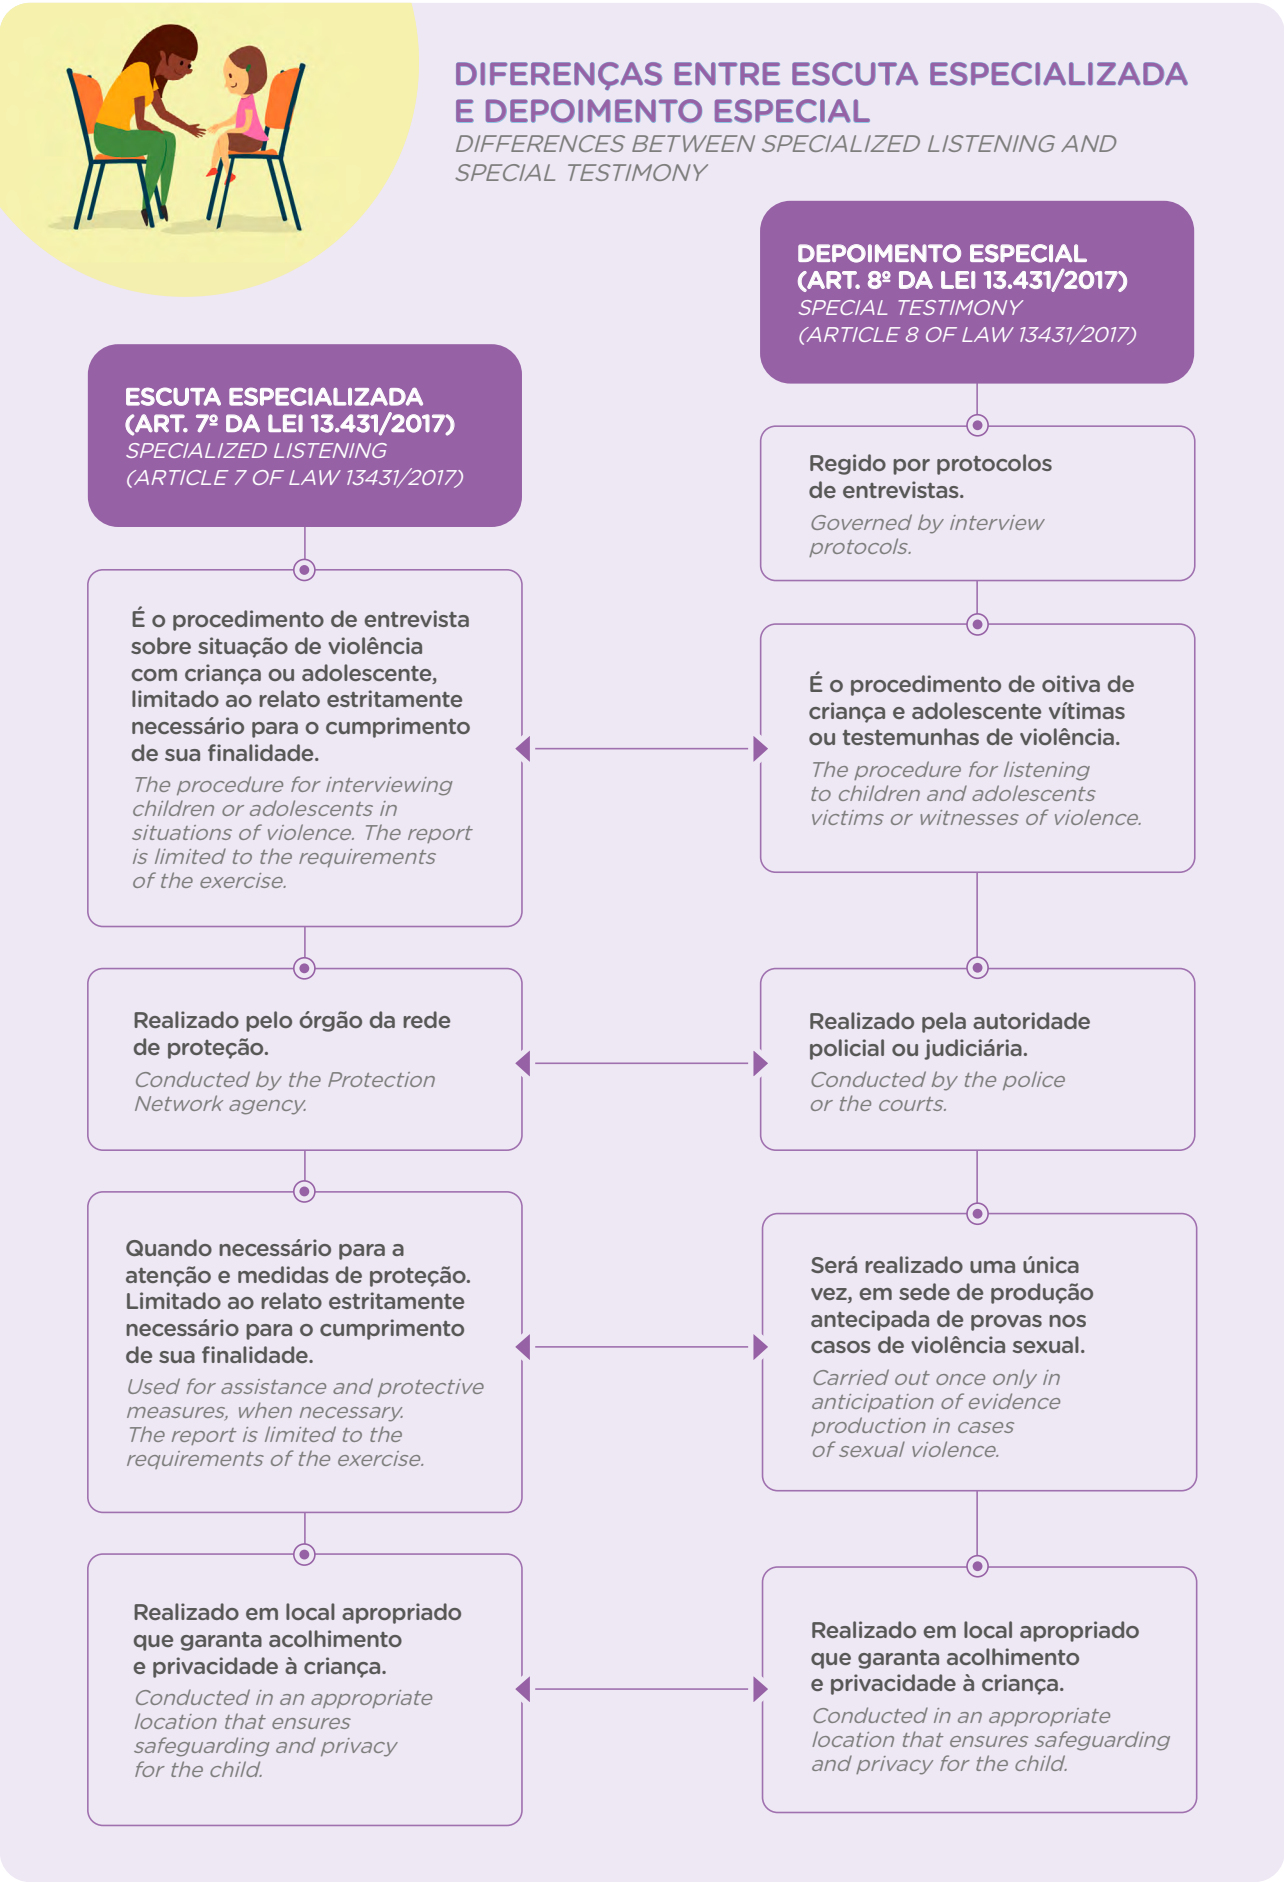 DIFERENÇAS ENTRE ESCUTA ESPECIALIZADA
E DEPOIMENTO ESPECIAL
DIFFERENCES BETWEEN SPECIALIZED LISTENING AND
SPECIAL TESTIMONY
ESCUTA ESPECIALIZADA
(ART. 7º DA LEI 13.431/2017)
SPECIALIZED LISTENING
(ARTICLE 7 OF LAW 13431/2017)
É o procedimento de entrevista
sobre situação de violência
com criança ou adolescente,
limitado ao relato estritamente
necessário para o cumprimento
de sua finalidade.
The procedure for interviewing
children or adolescents in
situations of violence. The report
is limited to the requirements
of the exercise.
Realizado pelo órgão da rede
de proteção.
Conducted by the Protection
Network agency.
Quando necessário para a
atenção e medidas de proteção.
Limitado ao relato estritamente
necessário para o cumprimento
de sua finalidade.
Used for assistance and protective
measures, when necessary.
The report is limited to the
requirements of the exercise.
Realizado em local apropriado
que garanta acolhimento
e privacidade à criança.
Conducted in an appropriate
location that ensures
safeguarding and privacy
for the child.
DEPOIMENTO ESPECIAL
(ART. 8º DA LEI 13.431/2017)
SPECIAL TESTIMONY
(ARTICLE 8 OF LAW 13431/2017)
Regido por protocolos
de entrevistas.
Governed by interview
protocols.
É o procedimento de oitiva de
criança e adolescente vítimas
ou testemunhas de violência.
The procedure for listening
to children and adolescents
victims or witnesses of violence.
Realizado pela autoridade
policial ou judiciária.
Conducted by the police
or the courts.
Será realizado uma única
vez, em sede de produção
antecipada de provas nos
casos de violência sexual.
Carried out once only in
anticipation of evidence
production in cases
of sexual violence.
Realizado em local apropriado
que garanta acolhimento
e privacidade à criança.
Conducted in an appropriate
location that ensures safeguarding
and privacy for the child.